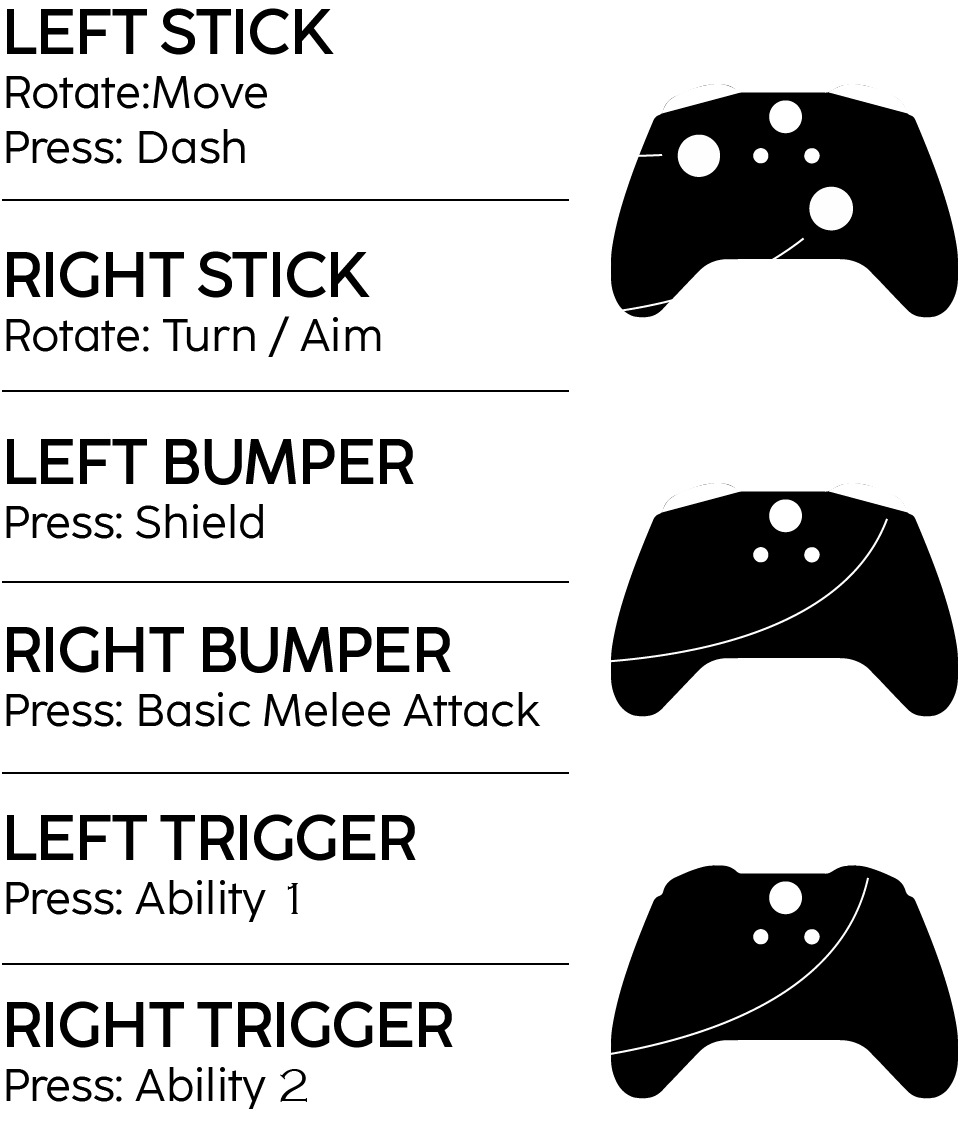 LEFT STICK
Rotate:Move
Press: Dash
RIGHT STICK
Rotate: Turn / Aim
LEFT BUMPER
Press: Shield
RIGHT BUMPER
Press: Basic Melee Attack
LEFT TRIGGER
Press: Ability 1
RIGHT TRIGGER
Press: Ability 2